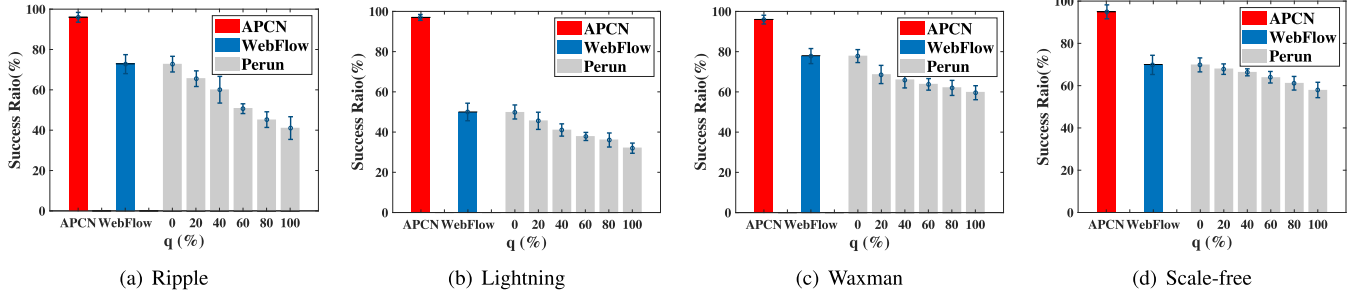 Success Raio(%)
100
80
60
40
20
0
APCN
WebFlow
Perun
APCN WebFlow 0 20 40 60 80 100
q (%)
(a) Ripple
Success Raio(%)
100
80
60
40
20
0
APCN
WebFlow
Perun
APCN WebFlow 0 20 40 60 80 100
q (%)
(b) Lightning
Success Raio(%)
100
80
60
40
20
0
APCN
WebFlow
Perun
APCN WebFlow 0 20 40 60 80 100
q (%)
(c) Waxman
Success Raio(%)
100
80
60
40
20
0
APCN
WebFlow
Perun
APCN WebFlow 0 20 40 60 80 100
q (%)
(d) Scale-free